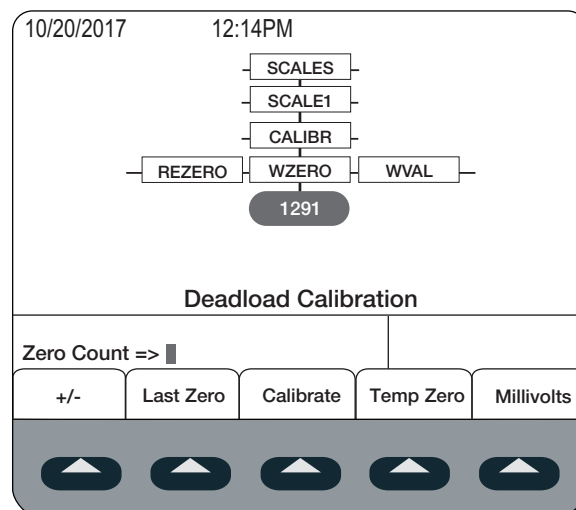 10/20/2017 12:14PM
SCALES
SCALE1
CALIBR
REZERO WZERO WVAL
1291
Deadload Calibration
Zero Count =>
+/- Last Zero Calibrate Temp Zero Millivolts